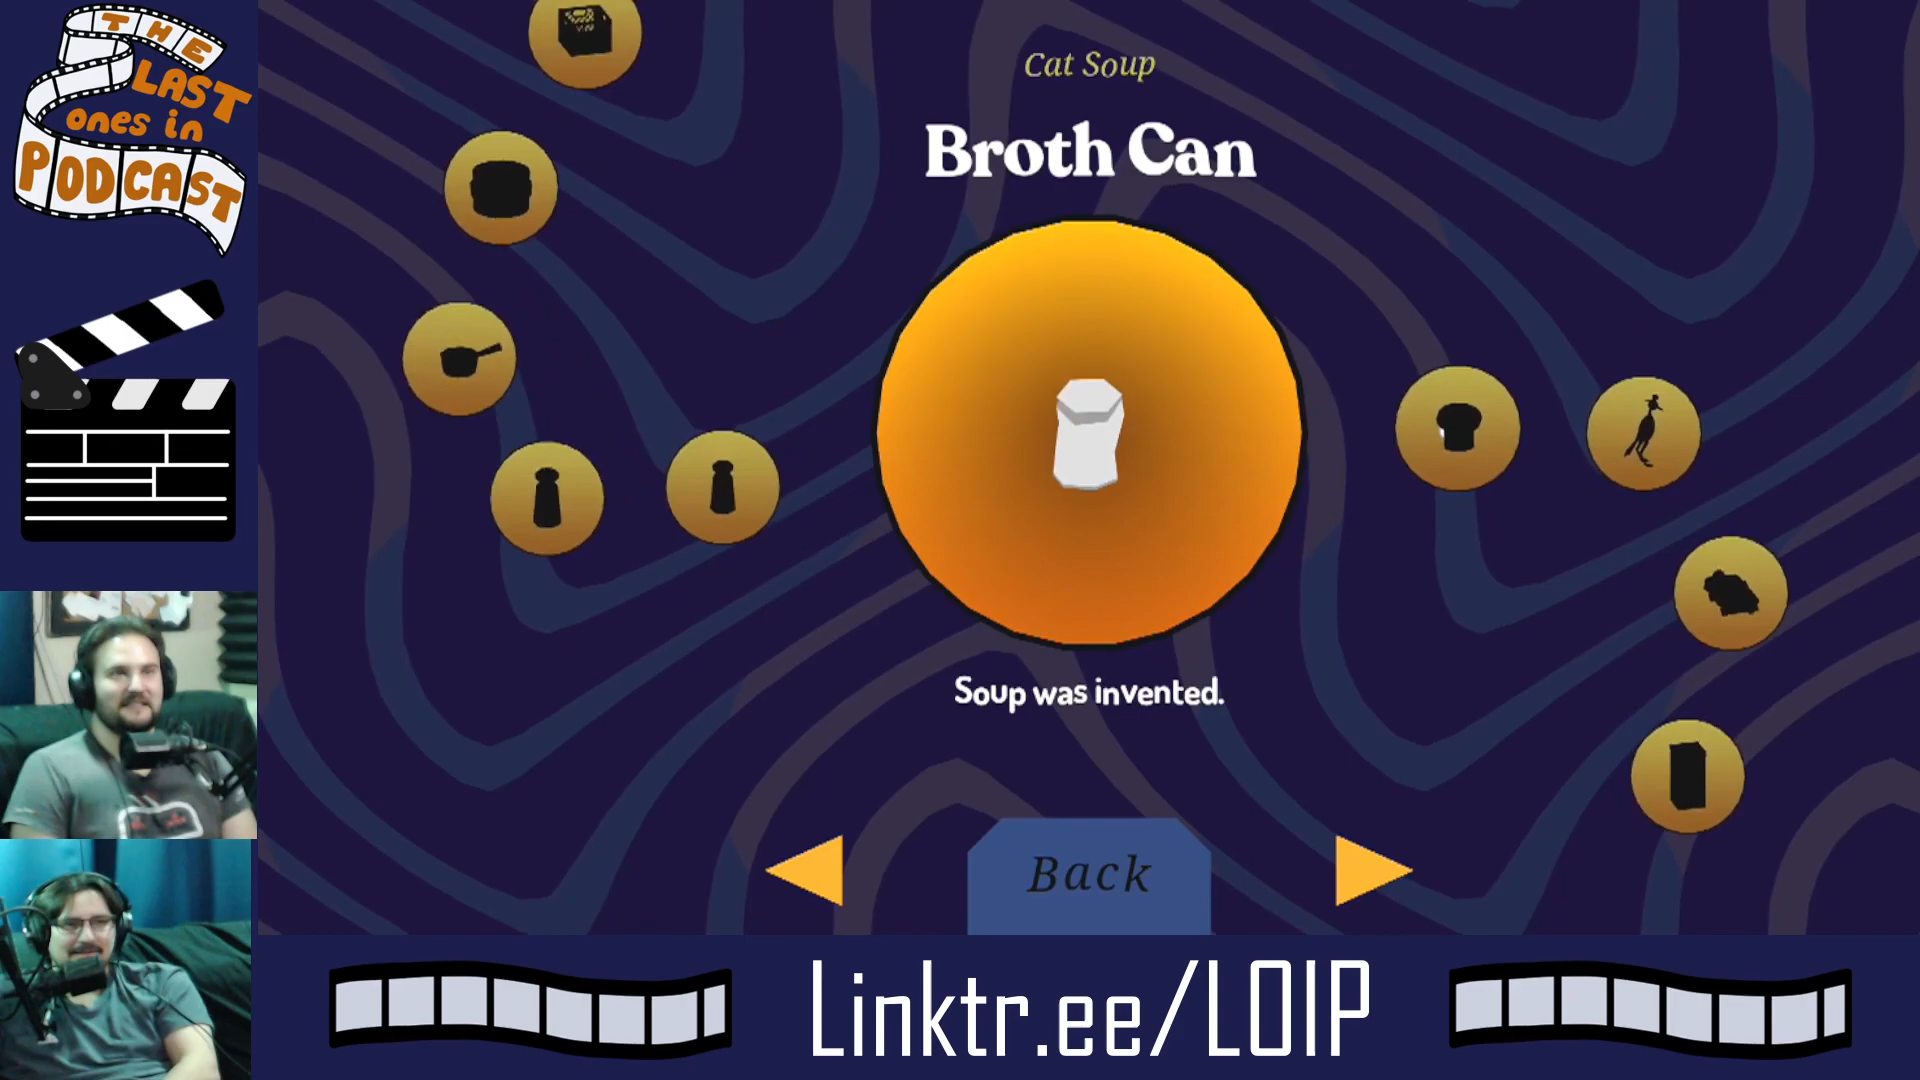 THE
LAST
ones in
PODCAST
Cat Soup
Broth Can
Soup was invented.
Back
Linktr.ee/LOIP